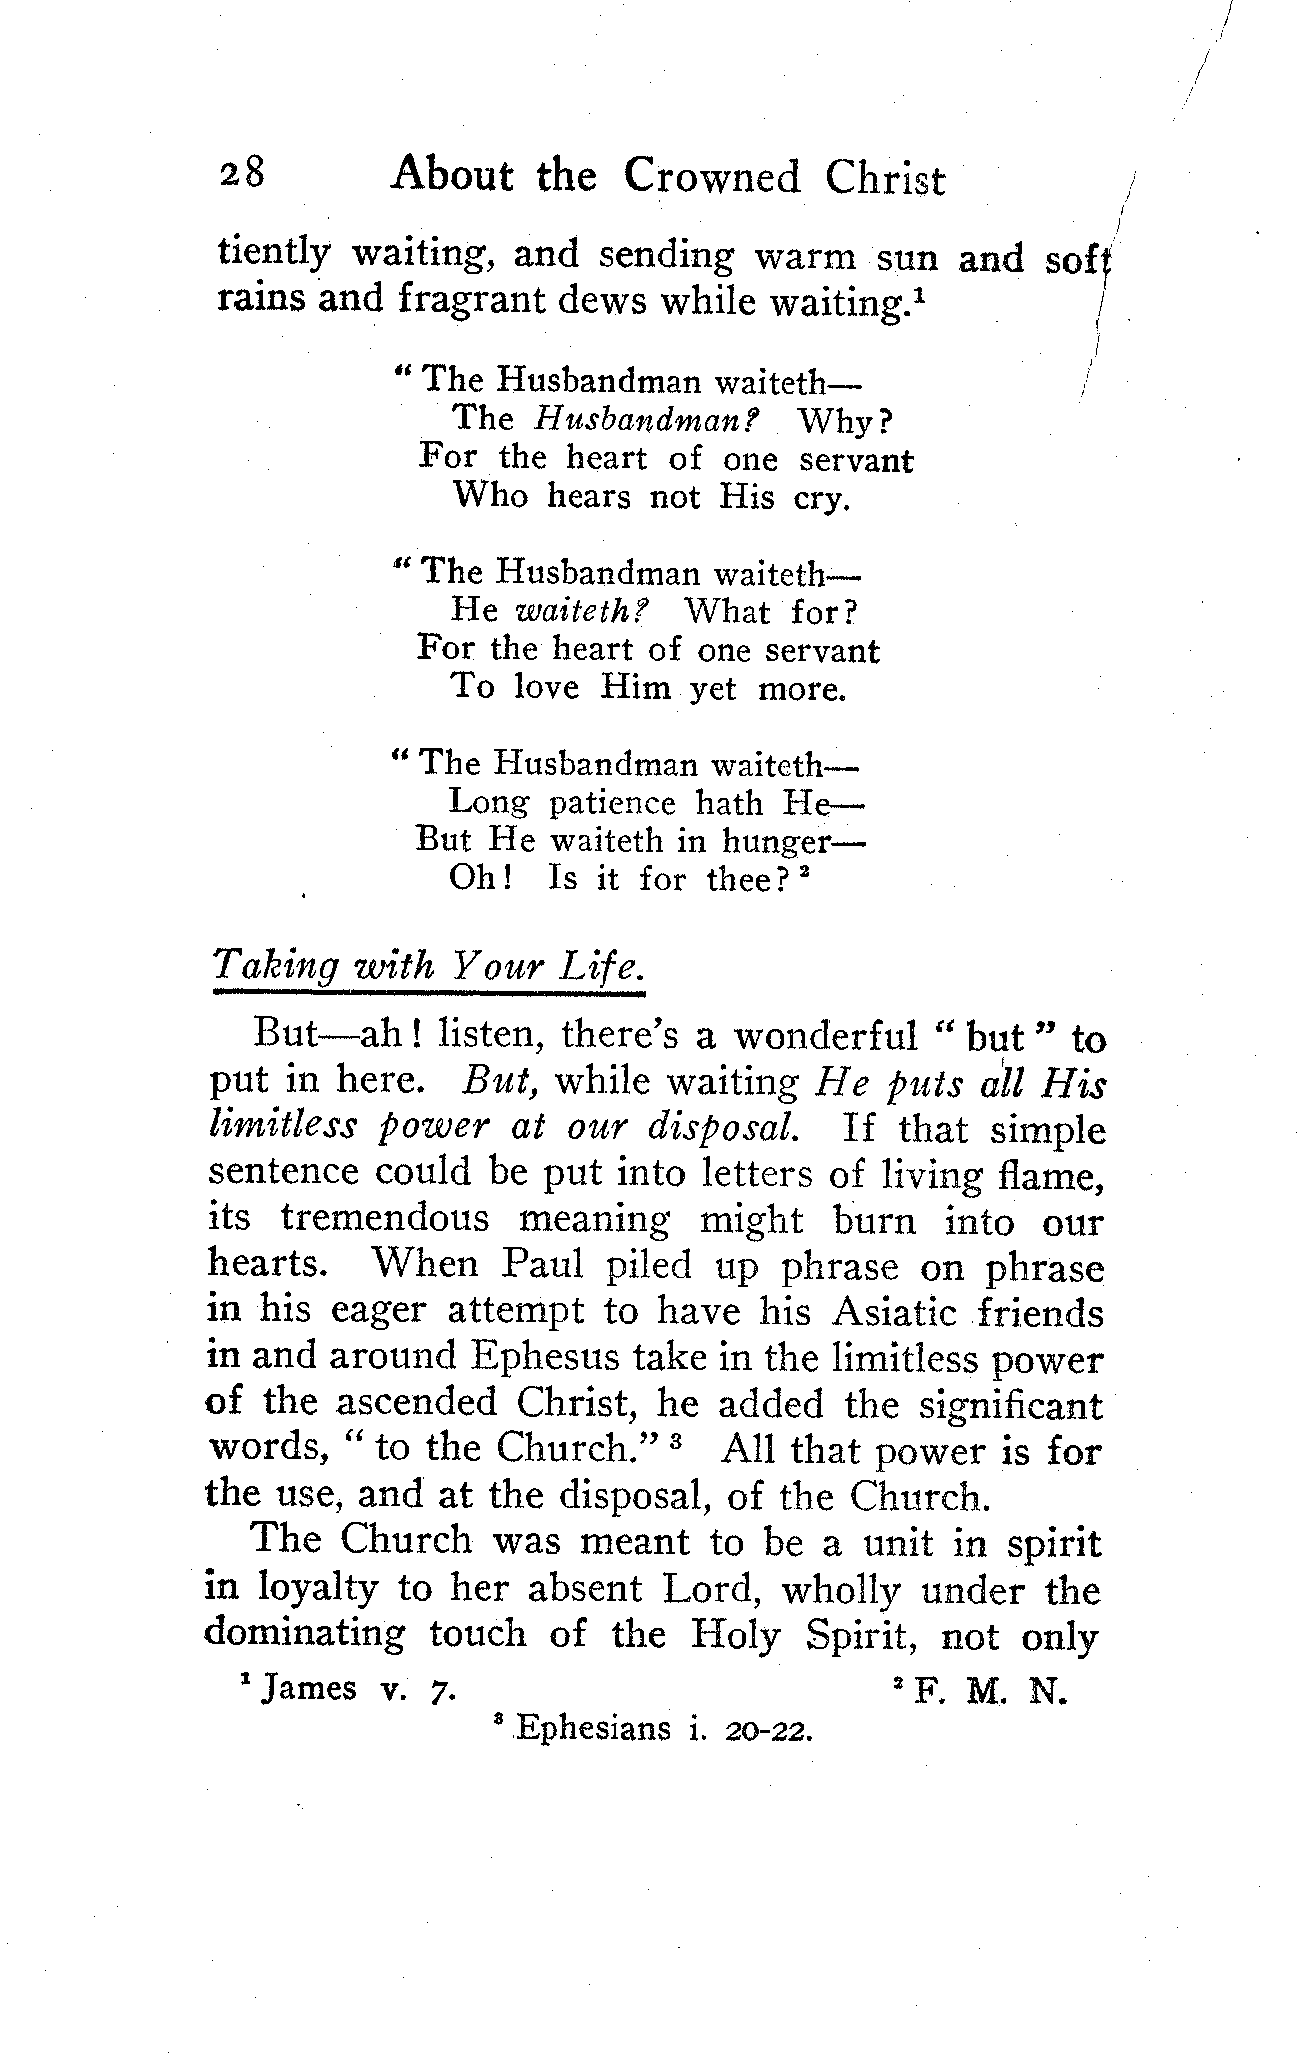 28 About the Crowned Christ
tiently waiting, and sending warm sun and soft
rains and fragrant dews while waiting.¹
“ The Husbandman waiteth—
The Husbandman? Why?
For the heart of one servant
Who hears not His cry.
“ The Husbandman waiteth—
He waiteth? What for?
For the heart of one servant
To love Him yet more.
“ The Husbandman waiteth—
Long patience hath He—
But He waiteth in hunger—
Oh! Is it for thee? ²
Taking with Your Life.
But—ah! listen, there’s a wonderful “ but ” to
put in here. But, while waiting He puts all His
limitless power at our disposal. If that simple
sentence could be put into letters of living flame,
its tremendous meaning might burn into our
hearts. When Paul piled up phrase on phrase
in his eager attempt to have his Asiatic friends
in and around Ephesus take in the limitless power
of the ascended Christ, he added the significant
words, “ to the Church.” ³ All that power is for
the use, and at the disposal, of the Church.
The Church was meant to be a unit in spirit
in loyalty to her absent Lord, wholly under the
dominating touch of the Holy Spirit, not only
¹ James v. 7. ² F. M. N.
³ Ephesians i. 20-22.